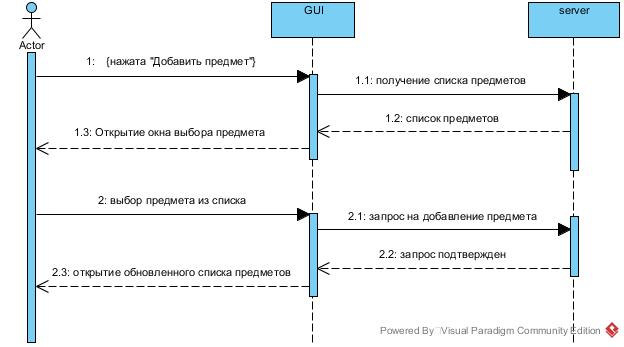 GUI
server
Actor
1: {нажата "Добавить предмет"}
1.1: получение списка предметов
1.2: список предметов
1.3: Открытие окна выбора предмета
2: выбор предмета из списка
2.1: запрос на добавление предмета
2.2: запрос подтвержден
2.3: открытие обновленного списка предметов
Powered By Visual Paradigm Community Edition